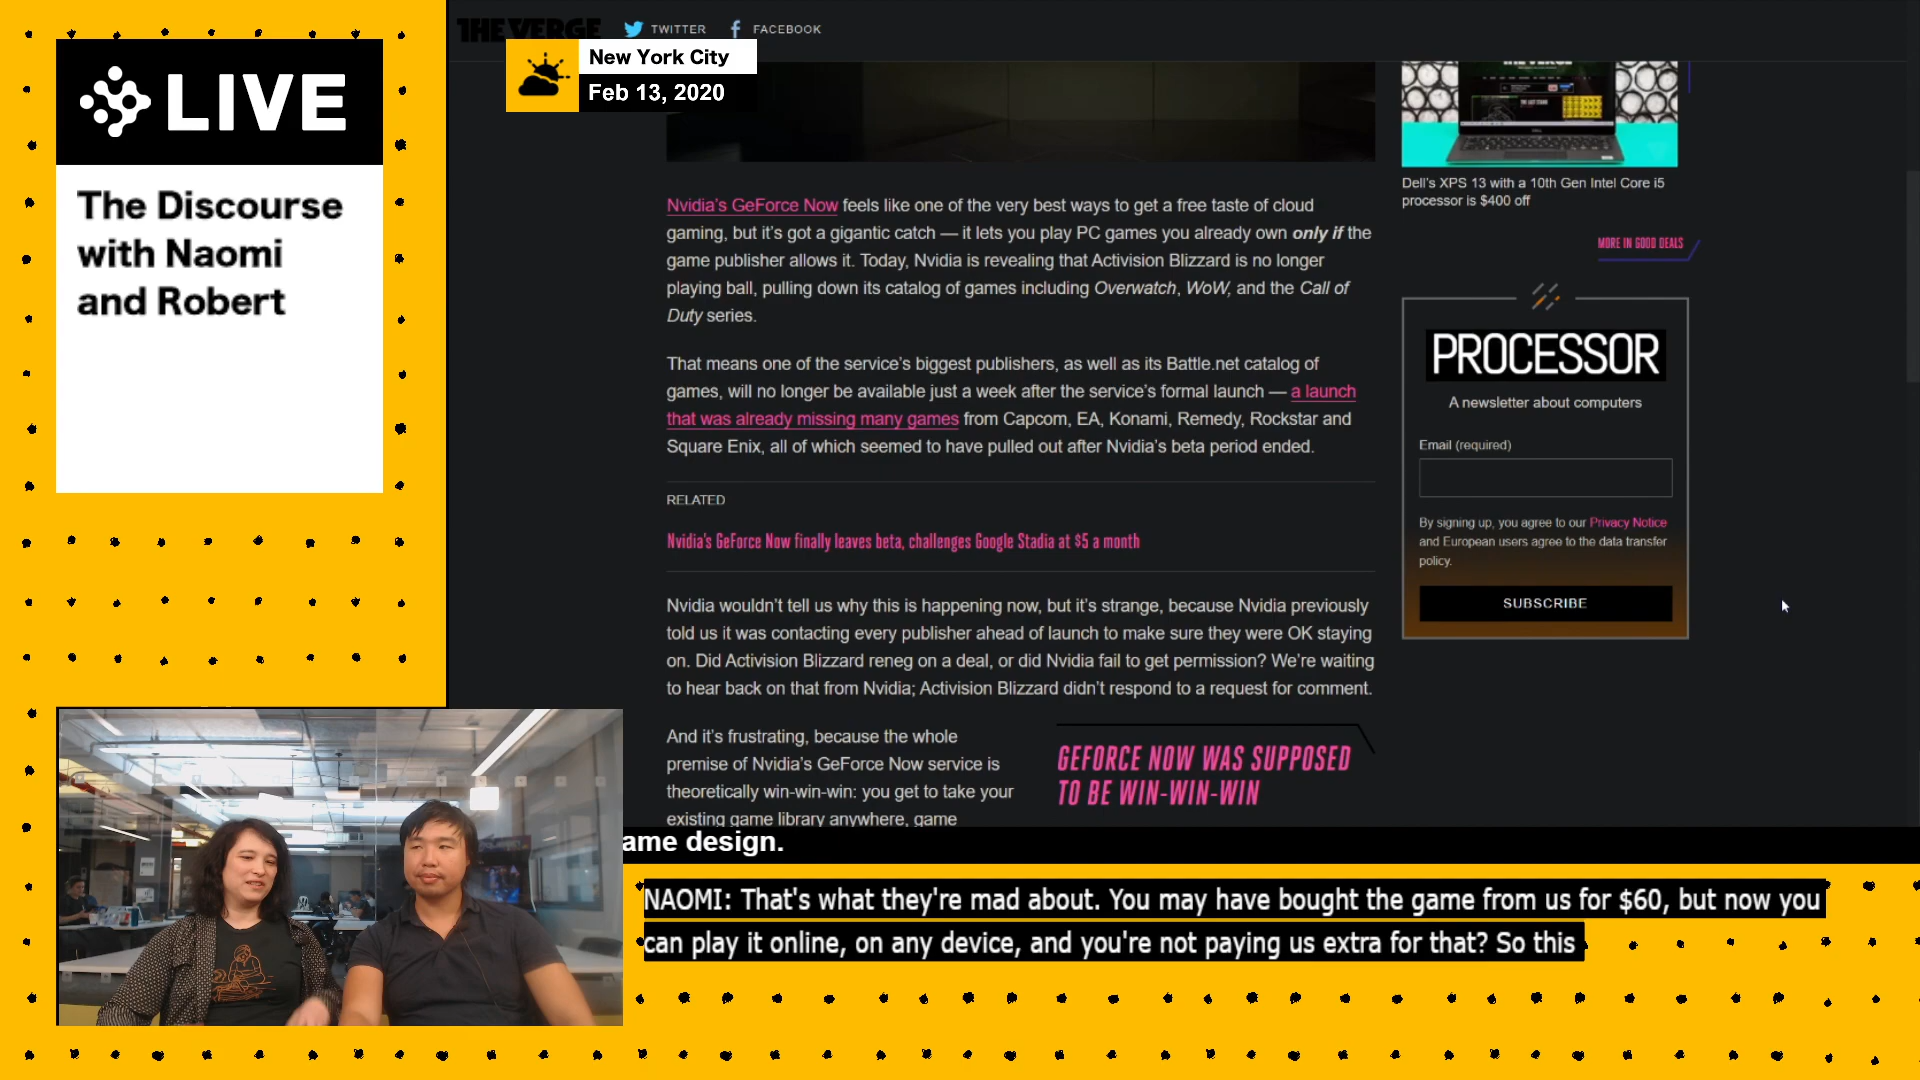 THE VERGE
TWITTER
FACEBOOK
New York City
Feb 13, 2020
LIVE
The Discourse
with Naomi
and Robert
Nvidia's GeForce Now feels like one of the very best ways to get a free taste of cloud
gaming, but it's got a gigantic catch — it lets you play PC games you already own only if the
game publisher allows it. Today, Nvidia is revealing that Activision Blizzard is no longer
playing ball, pulling down its catalog of games including Overwatch, WoW, and the Call of
Duty series.
That means one of the service's biggest publishers, as well as its Battle.net catalog of
games, will no longer be available just a week after the service's formal launch — a launch
that was already missing many games from Capcom, EA, Konami, Remedy, Rockstar and
Square Enix, all of which seemed to have pulled out after Nvidia's beta period ended.
RELATED
Nvidia's GeForce Now finally leaves beta, challenges Google Stadia at $5 a month
Nvidia wouldn't tell us why this is happening now, but it's strange, because Nvidia previously
told us it was contacting every publisher ahead of launch to make sure they were OK staying
on. Did Activision Blizzard reneg on a deal, or did Nvidia fail to get permission? We're waiting
to hear back on that from Nvidia; Activision Blizzard didn't respond to a request for comment.
And it's frustrating, because the whole
premise of Nvidia's GeForce Now service is
theoretically win-win-win: you get to take your
existing game library anywhere, game
GEFORCE NOW WAS SUPPOSED
TO BE WIN-WIN-WIN
Dell's XPS 13 with a 10th Gen Intel Core i5
processor is $400 off
MORE IN GOOD DEALS
PROCESSOR
A newsletter about computers
Email (required)
By signing up, you agree to our Privacy Notice
and European users agree to the data transfer
policy.
SUBSCRIBE
ame design.
NAOMI: That's what they're mad about. You may have bought the game from us for $60, but now you
can play it online, on any device, and you're not paying us extra for that? So this